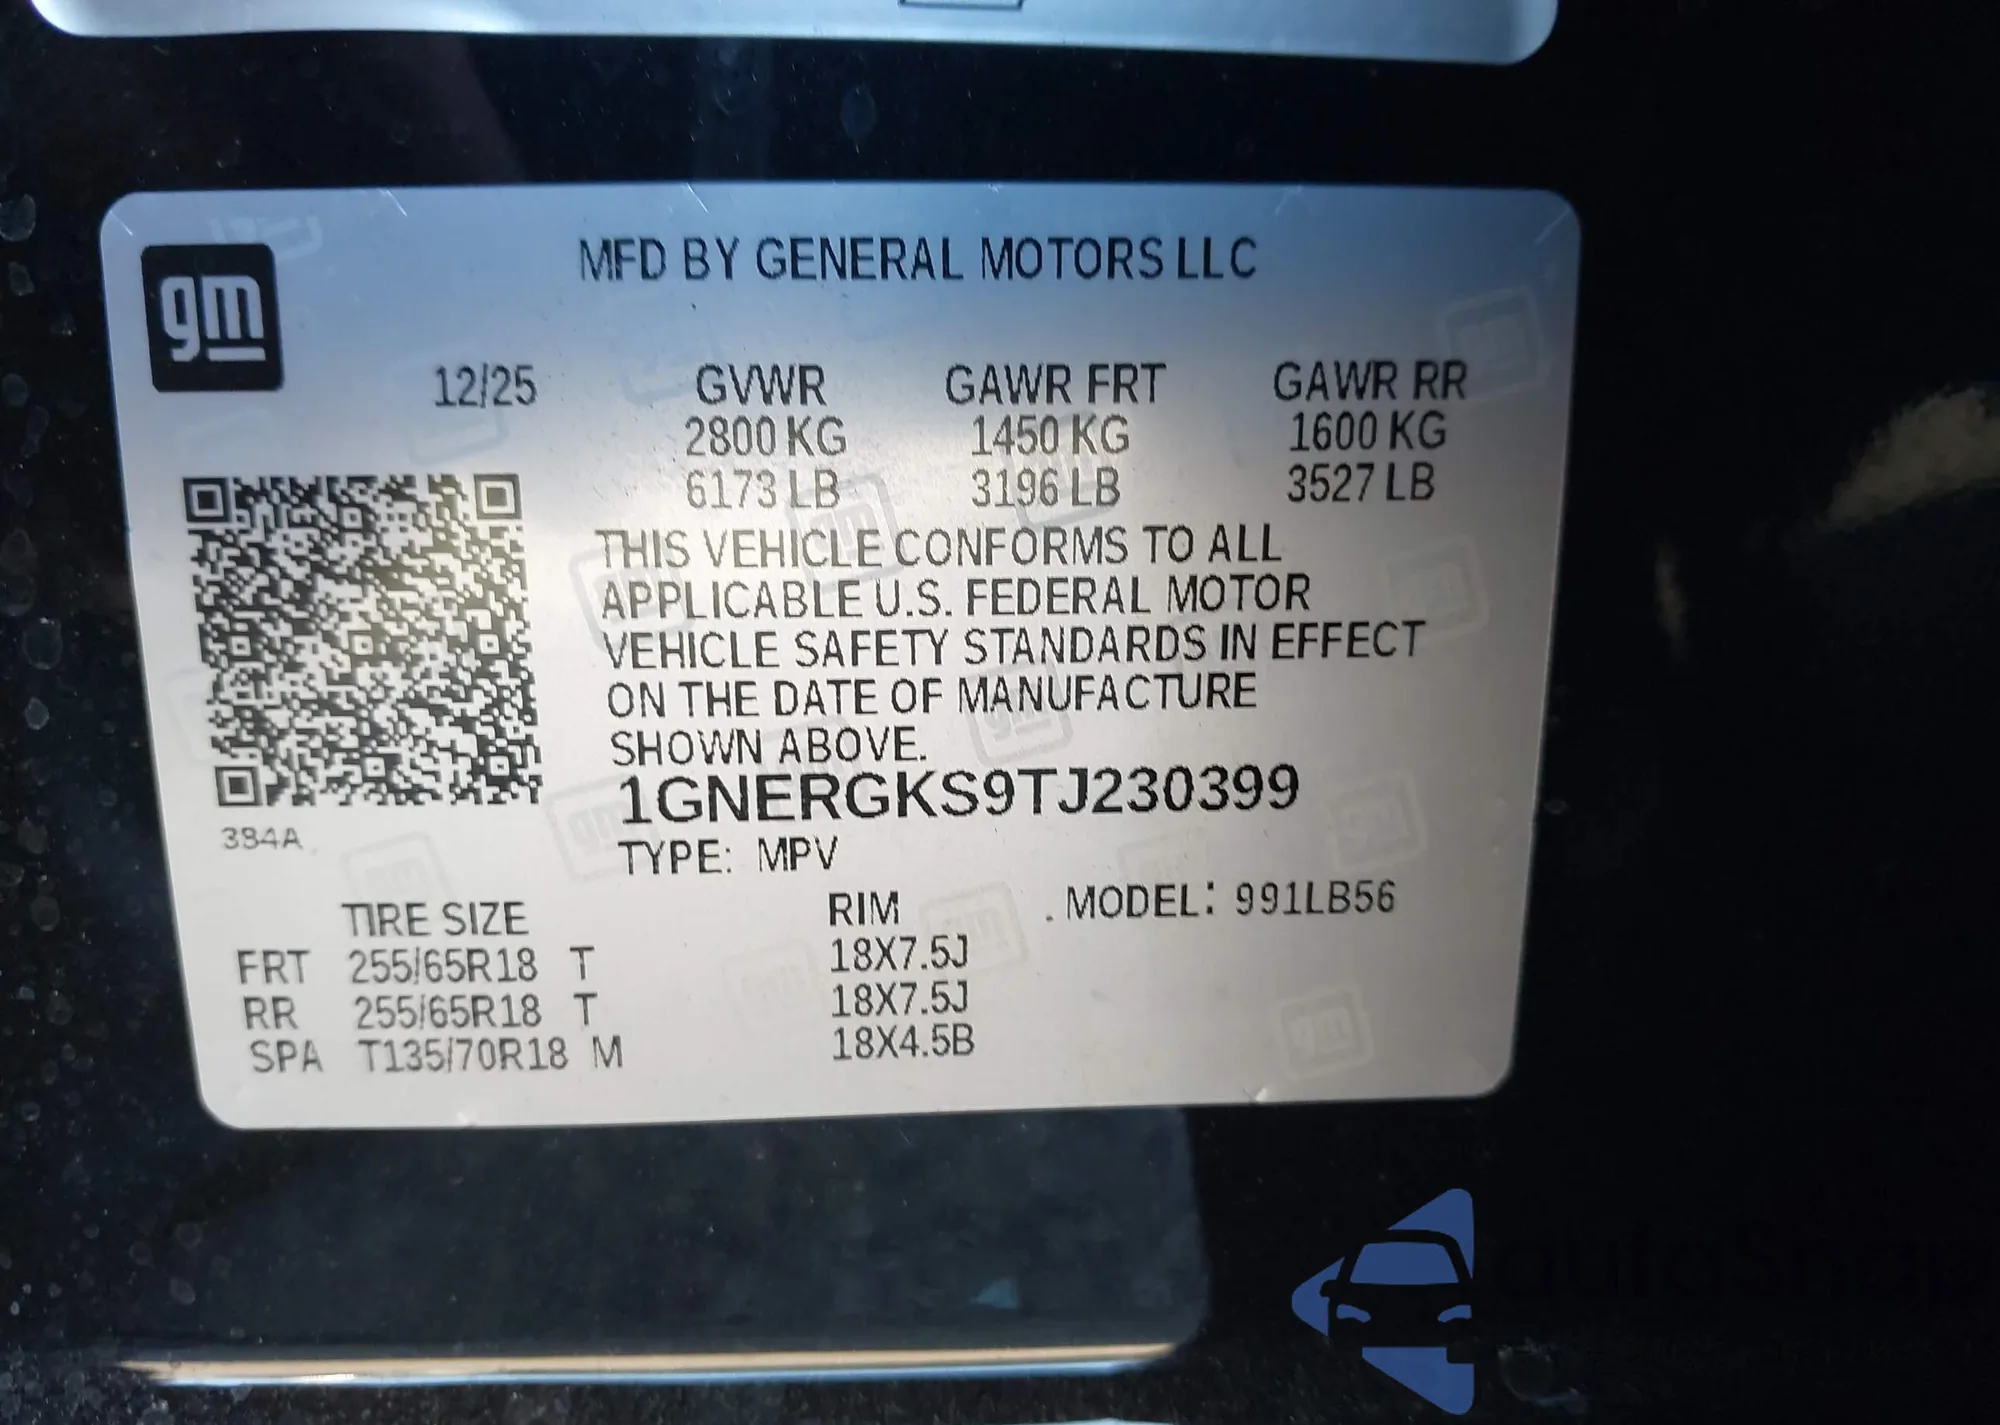 gm
MFD BY GENERAL MOTORS LLC
12/25 GVWR GAWR FRT GAWR RR
2800 KG 1450 KG 1600 KG
6173 LB 3196 LB 3527 LB
THIS VEHICLE CONFORMS TO ALL
APPLICABLE U.S. FEDERAL MOTOR
VEHICLE SAFETY STANDARDS IN EFFECT
ON THE DATE OF MANUFACTURE
SHOWN ABOVE.
1GNERGKS9TJ230399
384A
TYPE: MPV
TIRE SIZE RIM MODEL: 991LB56
FRT 255/65R18 T 18X7.5J
RR 255/65R18 T 18X7.5J
SPA T135/70R18 M 18X4.5B